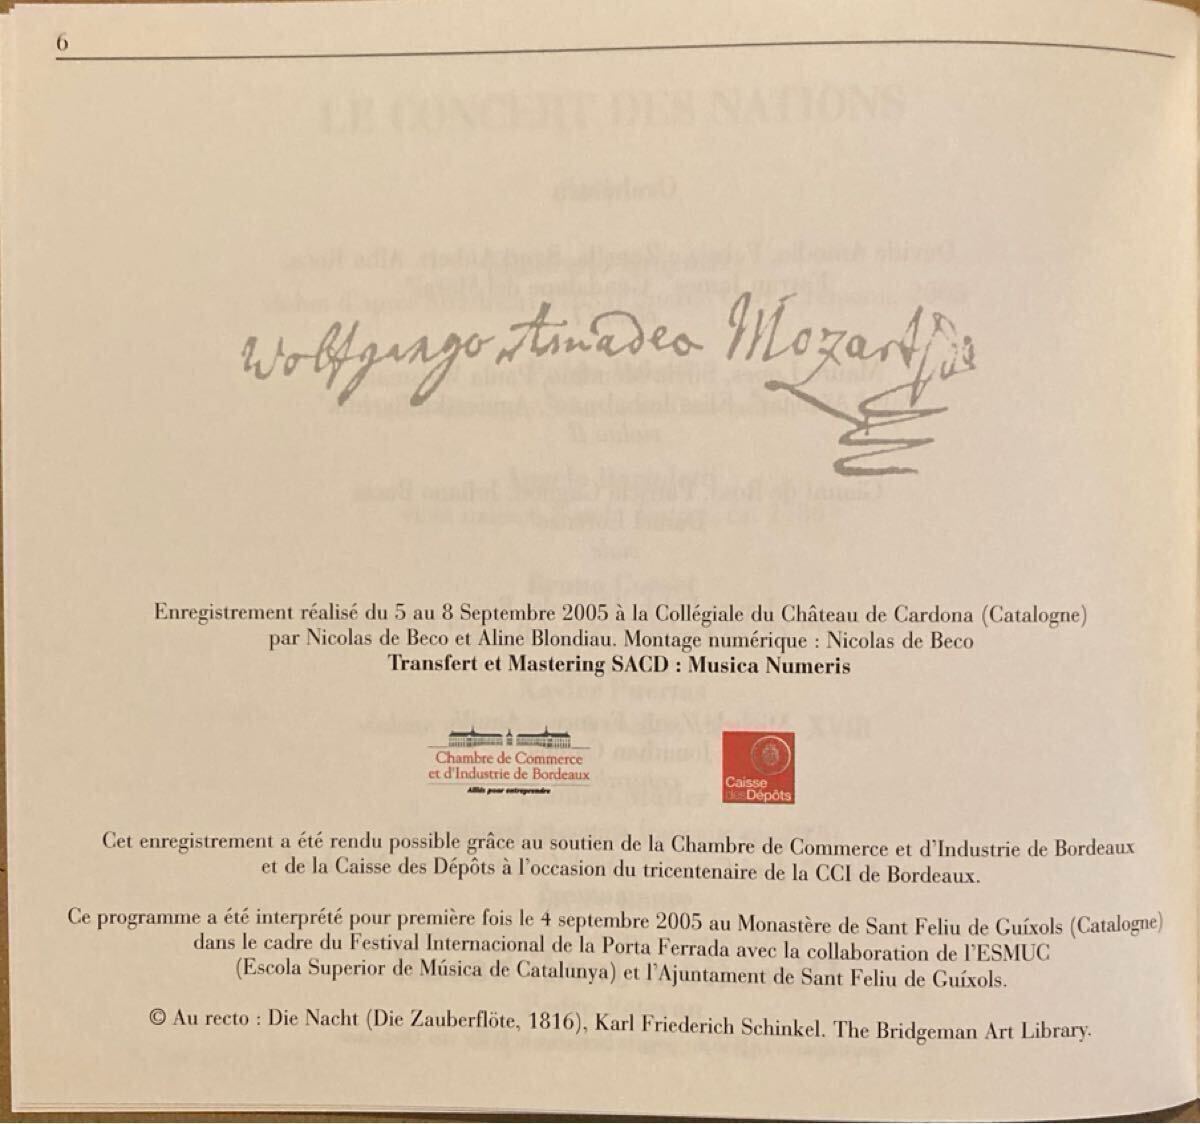 6
Wolfgango Amadeo Mozart
Enregistrement réalisé du 5 au 8 Septembre 2005 à la Collégiale du Château de Cardona (Catalogne)
par Nicolas de Beco et Aline Blondiau. Montage numérique : Nicolas de Beco
Transfert et Mastering SACD : Musica Numeris
Chambre de Commerce
et d'Industrie de Bordeaux
Alliés pour entreprendre
Caisse
des Dépôts
Cet enregistrement a été rendu possible grâce au soutien de la Chambre de Commerce et d'Industrie de Bordeaux
et de la Caisse des Dépôts à l'occasion du tricentenaire de la CCI de Bordeaux.
Ce programme a été interprété pour première fois le 4 septembre 2005 au Monastère de Sant Feliu de Guíxols (Catalogne)
dans le cadre du Festival Internacional de la Porta Ferrada avec la collaboration de l'ESMUC
(Escola Superior de Música de Catalunya) et l'Ajuntament de Sant Feliu de Guíxols.
© Au recto : Die Nacht (Die Zauberflöte, 1816), Karl Friederich Schinkel. The Bridgeman Art Library.